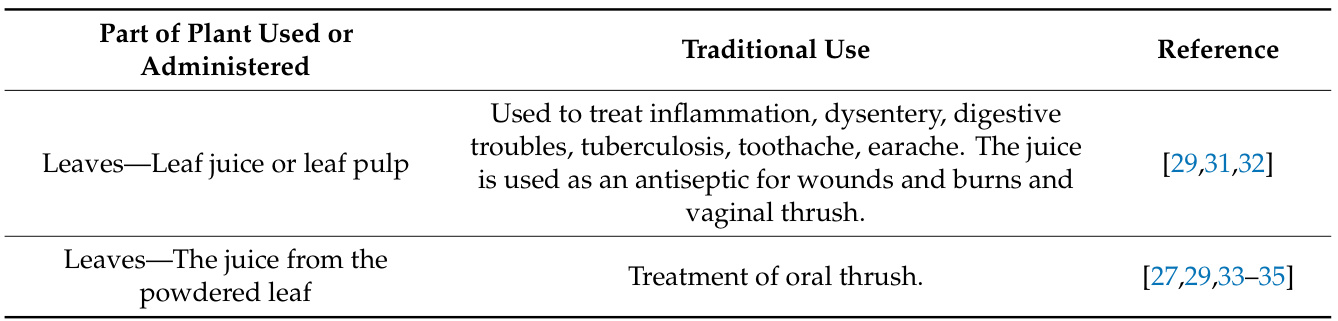 Part of Plant Used or
Administered
Traditional Use
Reference
Leaves—Leaf juice or leaf pulp
Used to treat inflammation, dysentery, digestive
troubles, tuberculosis, toothache, earache. The juice
is used as an antiseptic for wounds and burns and
vaginal thrush.
[29,31,32]
Leaves—The juice from the
powdered leaf
Treatment of oral thrush.
[27,29,33–35]